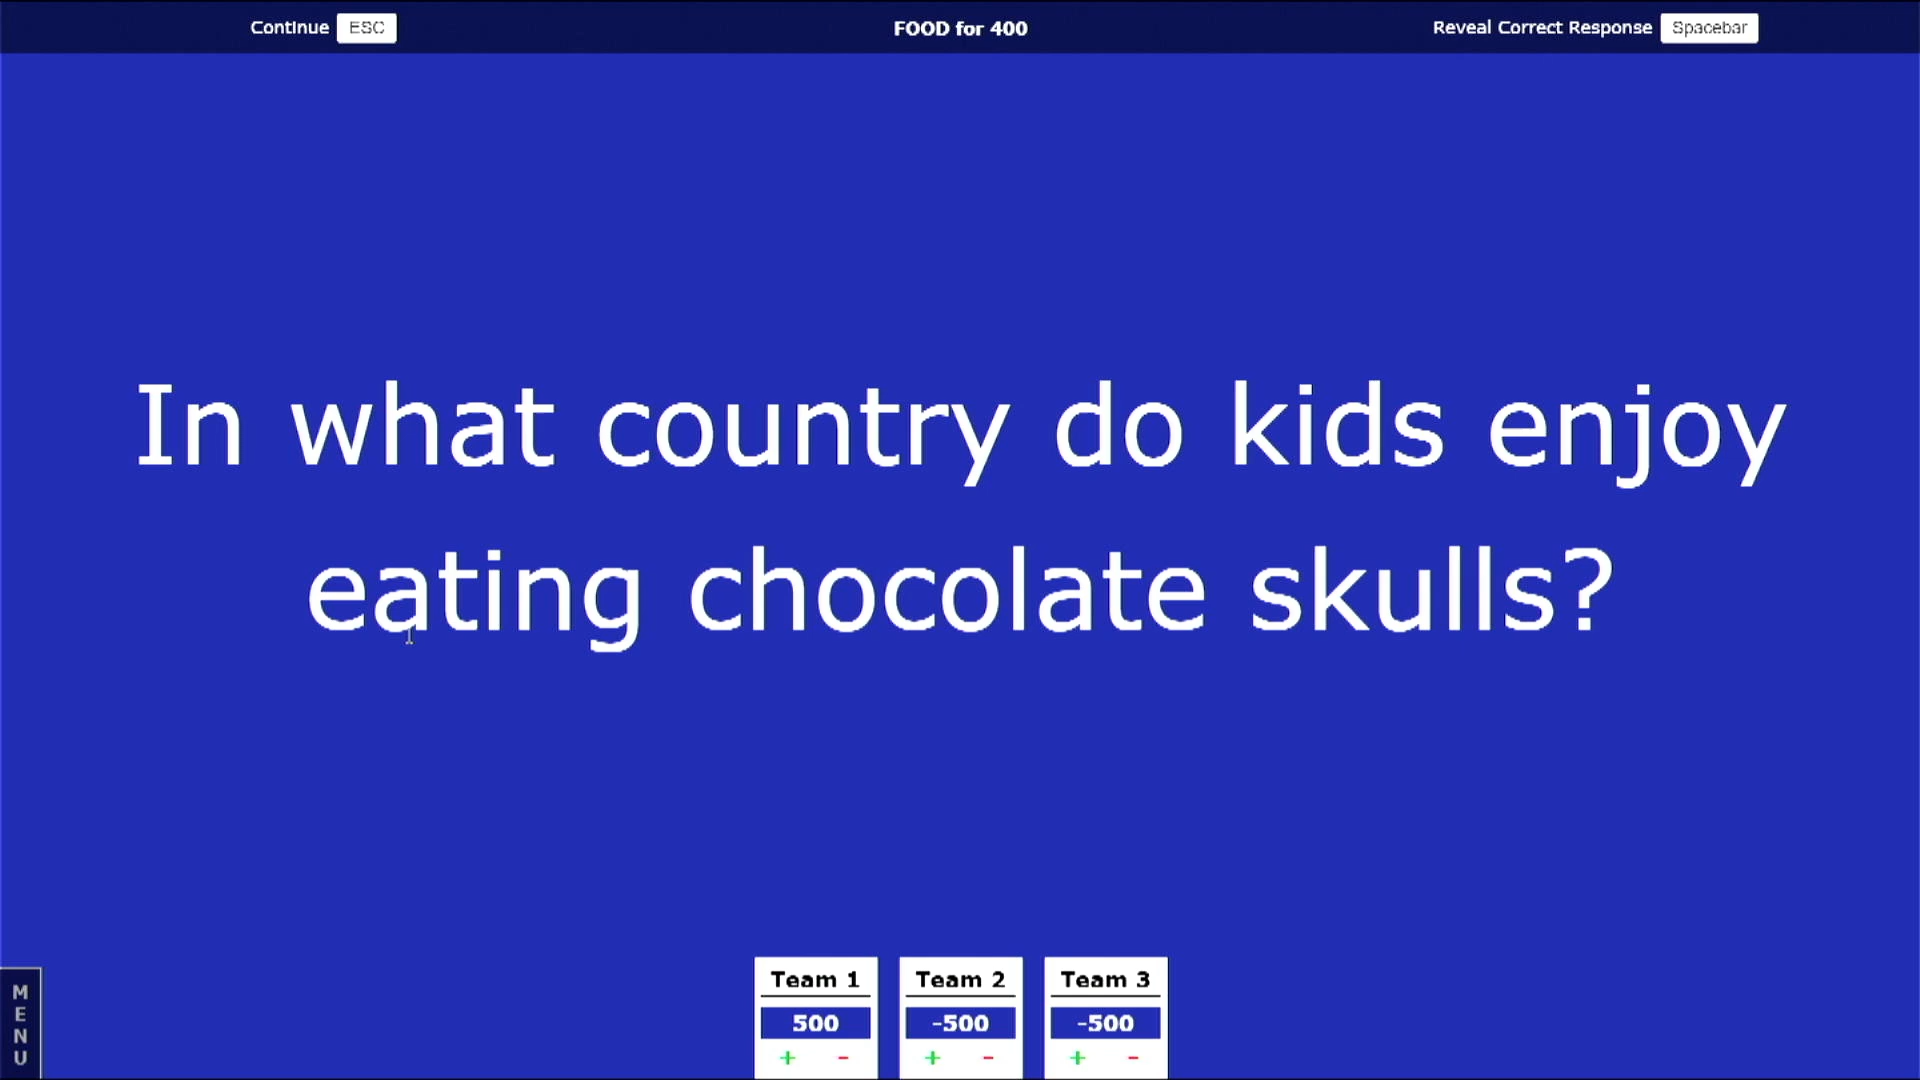 Continue ESC
FOOD for 400
Reveal Correct Response Spacebar
In what country do kids enjoy
eating chocolate skulls?
MENU
Team 1
500
+ -
Team 2
-500
+ -
Team 3
-500
+ -